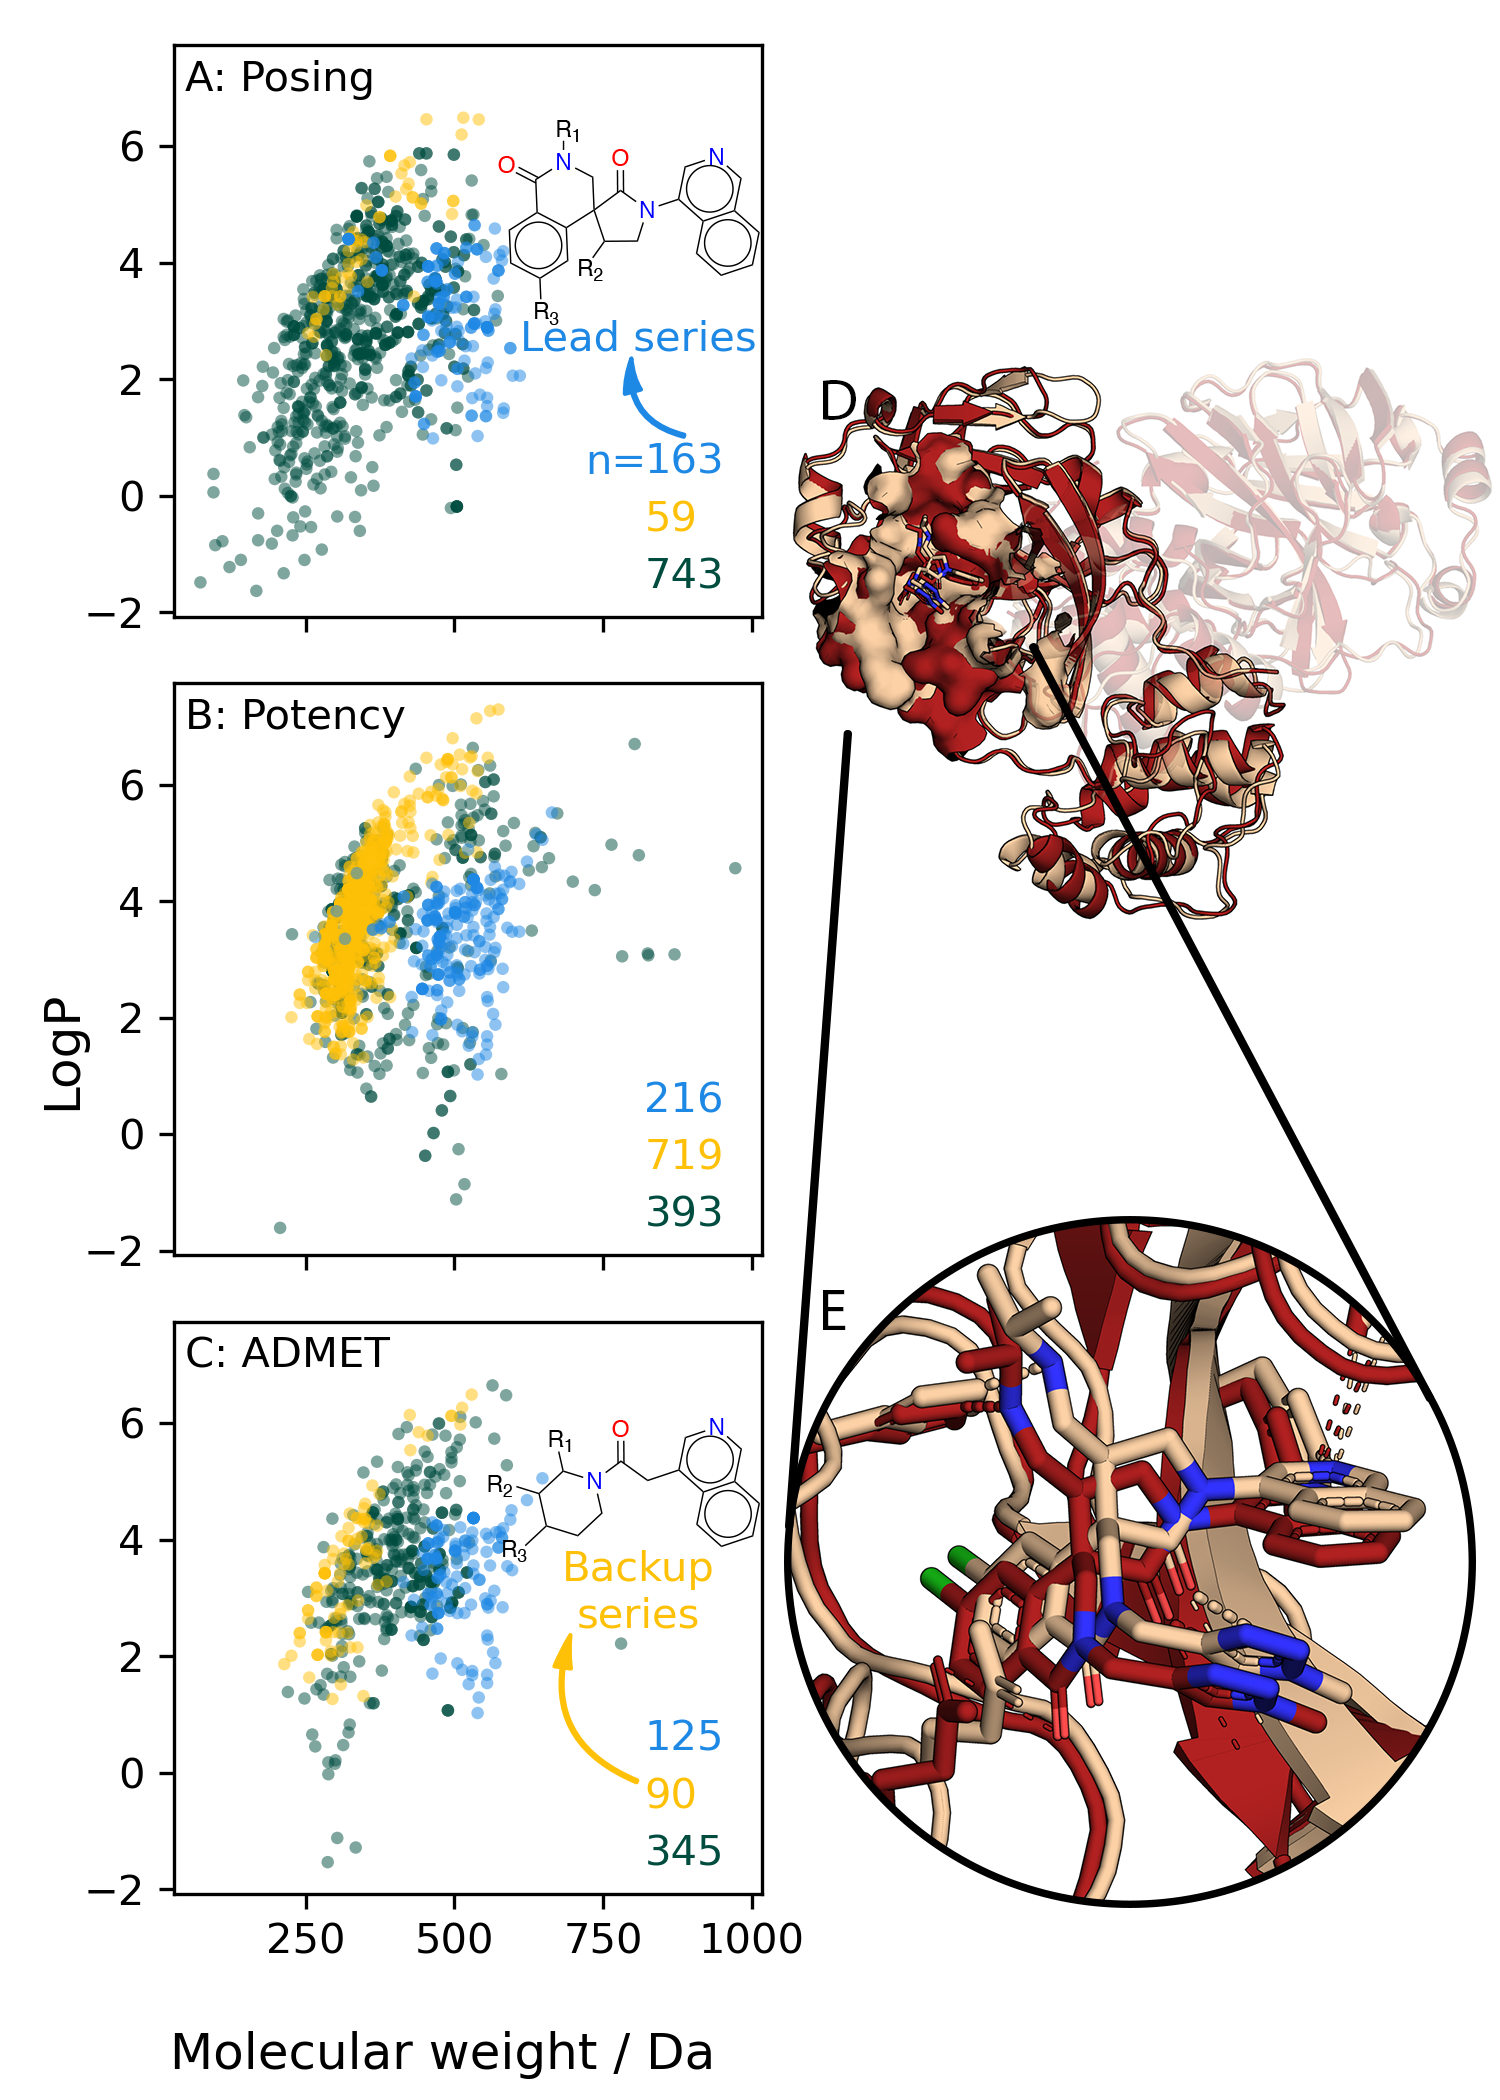 A: Posing
6
4
2
0
−2
R1
O
N
O
N
N
R2
R3
Lead series
n=163
59
743
B: Potency
6
4
2
0
−2
216
719
393
LogP
C: ADMET
6
4
2
0
−2
R1
O
N
R2
N
R3
Backup
series
125
90
345
250 500 750 1000
Molecular weight / Da
D
E